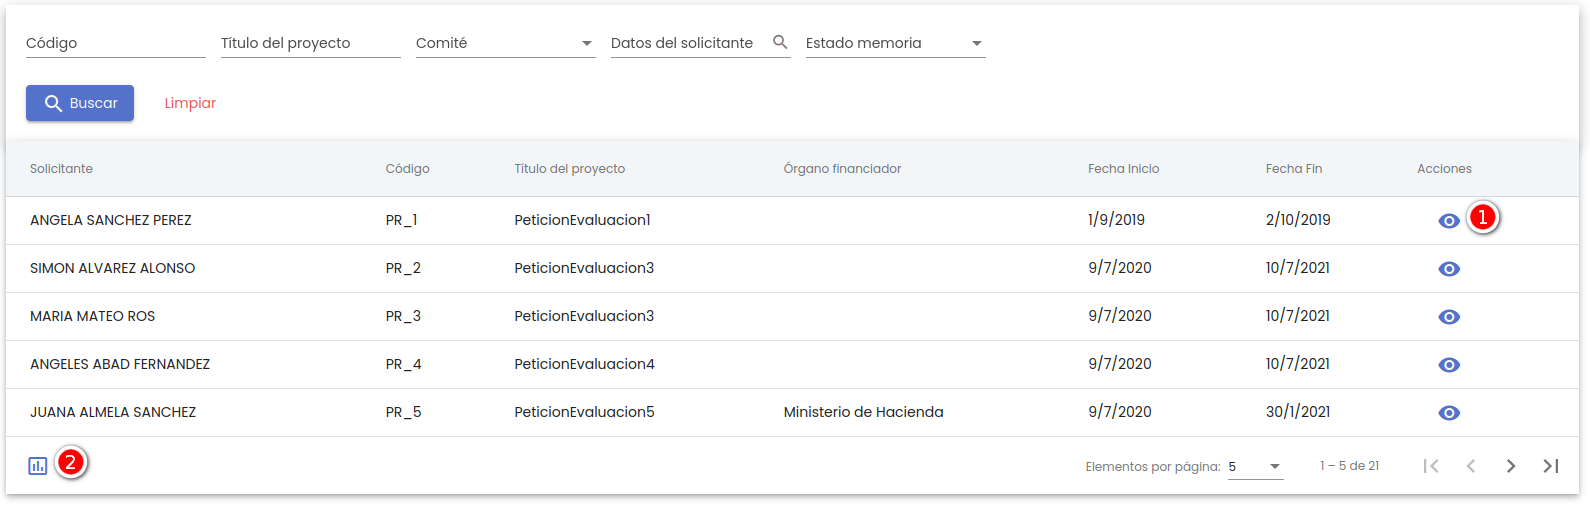 Código Título del proyecto Comité Datos del solicitante Estado memoria
Buscar Limpiar
Solicitante Código Título del proyecto Órgano financiador Fecha Inicio Fecha Fin Acciones
ANGELA SANCHEZ PEREZ PR_1 PeticionEvaluacion1 1/9/2019 2/10/2019 1
SIMON ALVAREZ ALONSO PR_2 PeticionEvaluacion3 9/7/2020 10/7/2021
MARIA MATEO ROS PR_3 PeticionEvaluacion3 9/7/2020 10/7/2021
ANGELES ABAD FERNANDEZ PR_4 PeticionEvaluacion4 9/7/2020 10/7/2021
JUANA ALMELA SANCHEZ PR_5 PeticionEvaluacion5 Ministerio de Hacienda 9/7/2020 30/1/2021
2 Elementos por página: 5 1 – 5 de 21